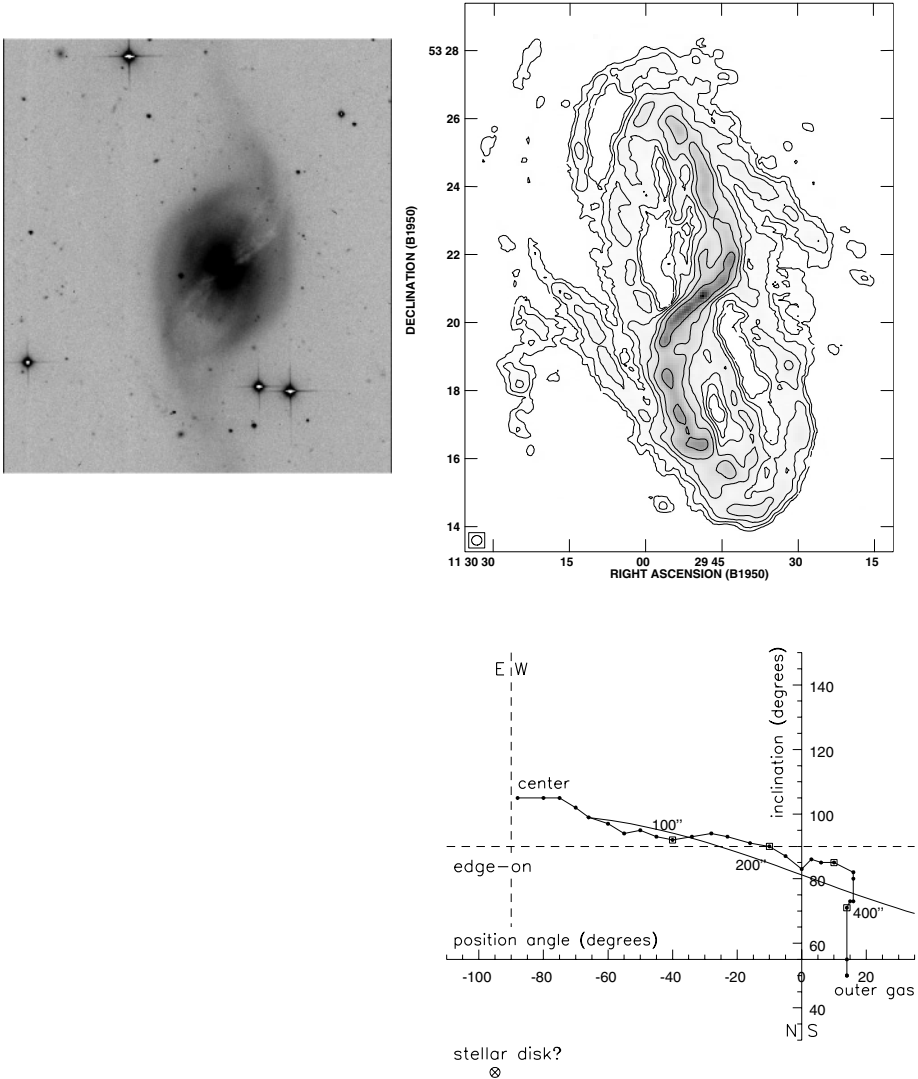 53 28
26
24
22
20
18
16
14
DECLINATION (B1950)
11 30 30 15 00 29 45 30 15
RIGHT ASCENSION (B1950)
E W
inclination (degrees)
140
120
100
80
60
40
center
100"
200"
400"
edge-on
position angle (degrees)
-100 -80 -60 -40 -20 0 20
outer gas
N S
stellar disk?